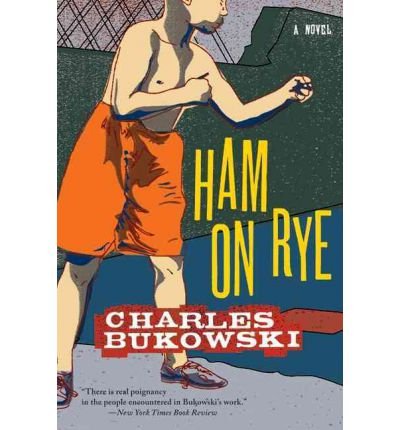 A NOVEL
HAM
ON RYE
CHARLES
BUKOWSKI
"There is real poignancy
in the people encountered in Bukowski's work."
—New York Times Book Review